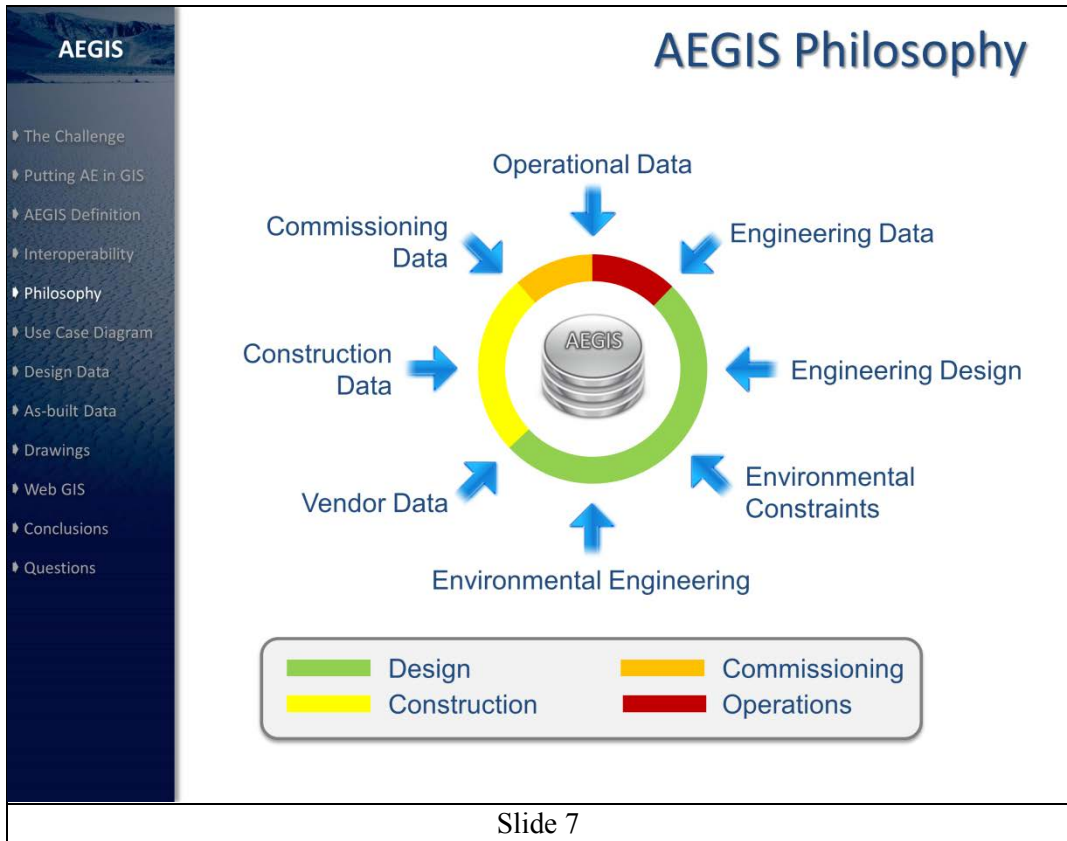 AEGIS
The Challenge
Putting AE in GIS
AEGIS Definition
Interoperability
Philosophy
Use Case Diagram
Design Data
As-built Data
Drawings
Web GIS
Conclusions
Questions
AEGIS Philosophy
Operational Data
Commissioning
Data
Engineering Data
Construction
Data
AEGIS
Engineering Design
Vendor Data
Environmental
Constraints
Environmental Engineering
Design
Commissioning
Construction
Operations
Slide 7